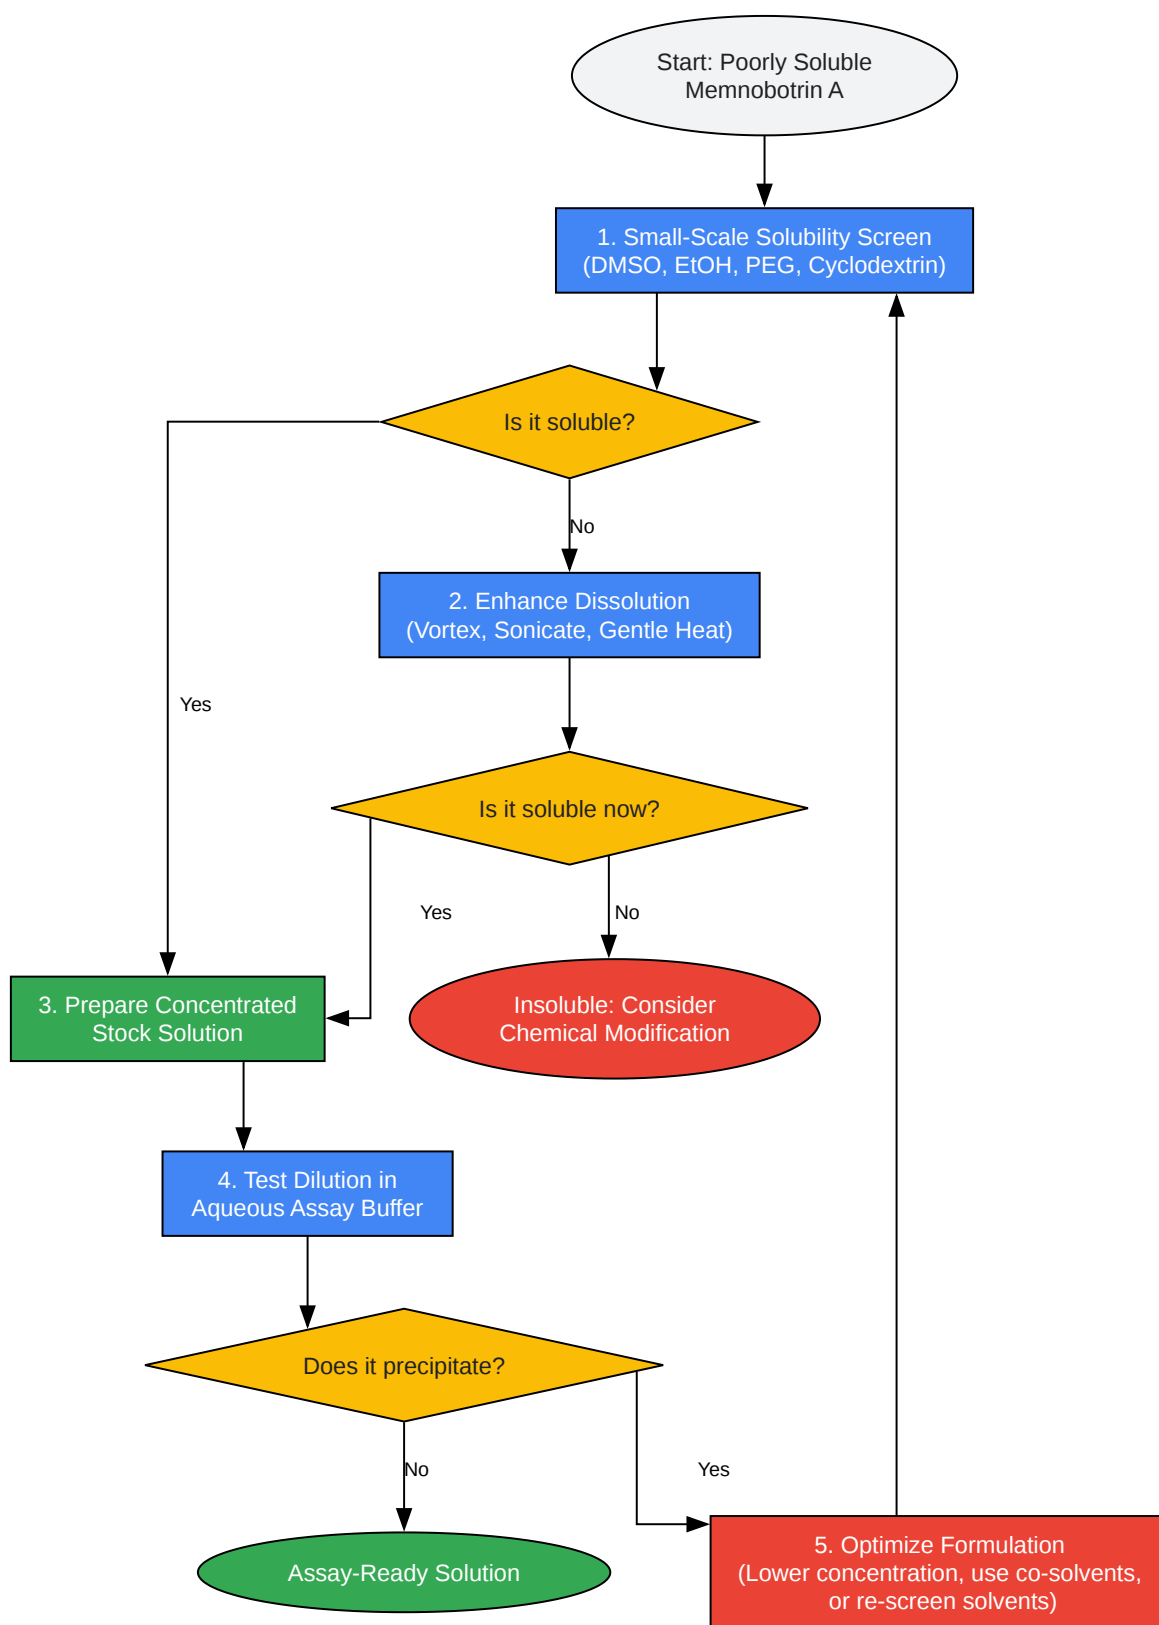 Start: Poorly Soluble
Memnobotrin A
1. Small-Scale Solubility Screen
(DMSO, EtOH, PEG, Cyclodextrin)
Is it soluble?
No
2. Enhance Dissolution
(Vortex, Sonicate, Gentle Heat)
Yes
Is it soluble now?
Yes
No
3. Prepare Concentrated
Stock Solution
Insoluble: Consider
Chemical Modification
4. Test Dilution in
Aqueous Assay Buffer
Does it precipitate?
No
Yes
Assay-Ready Solution
5. Optimize Formulation
(Lower concentration, use co-solvents,
or re-screen solvents)